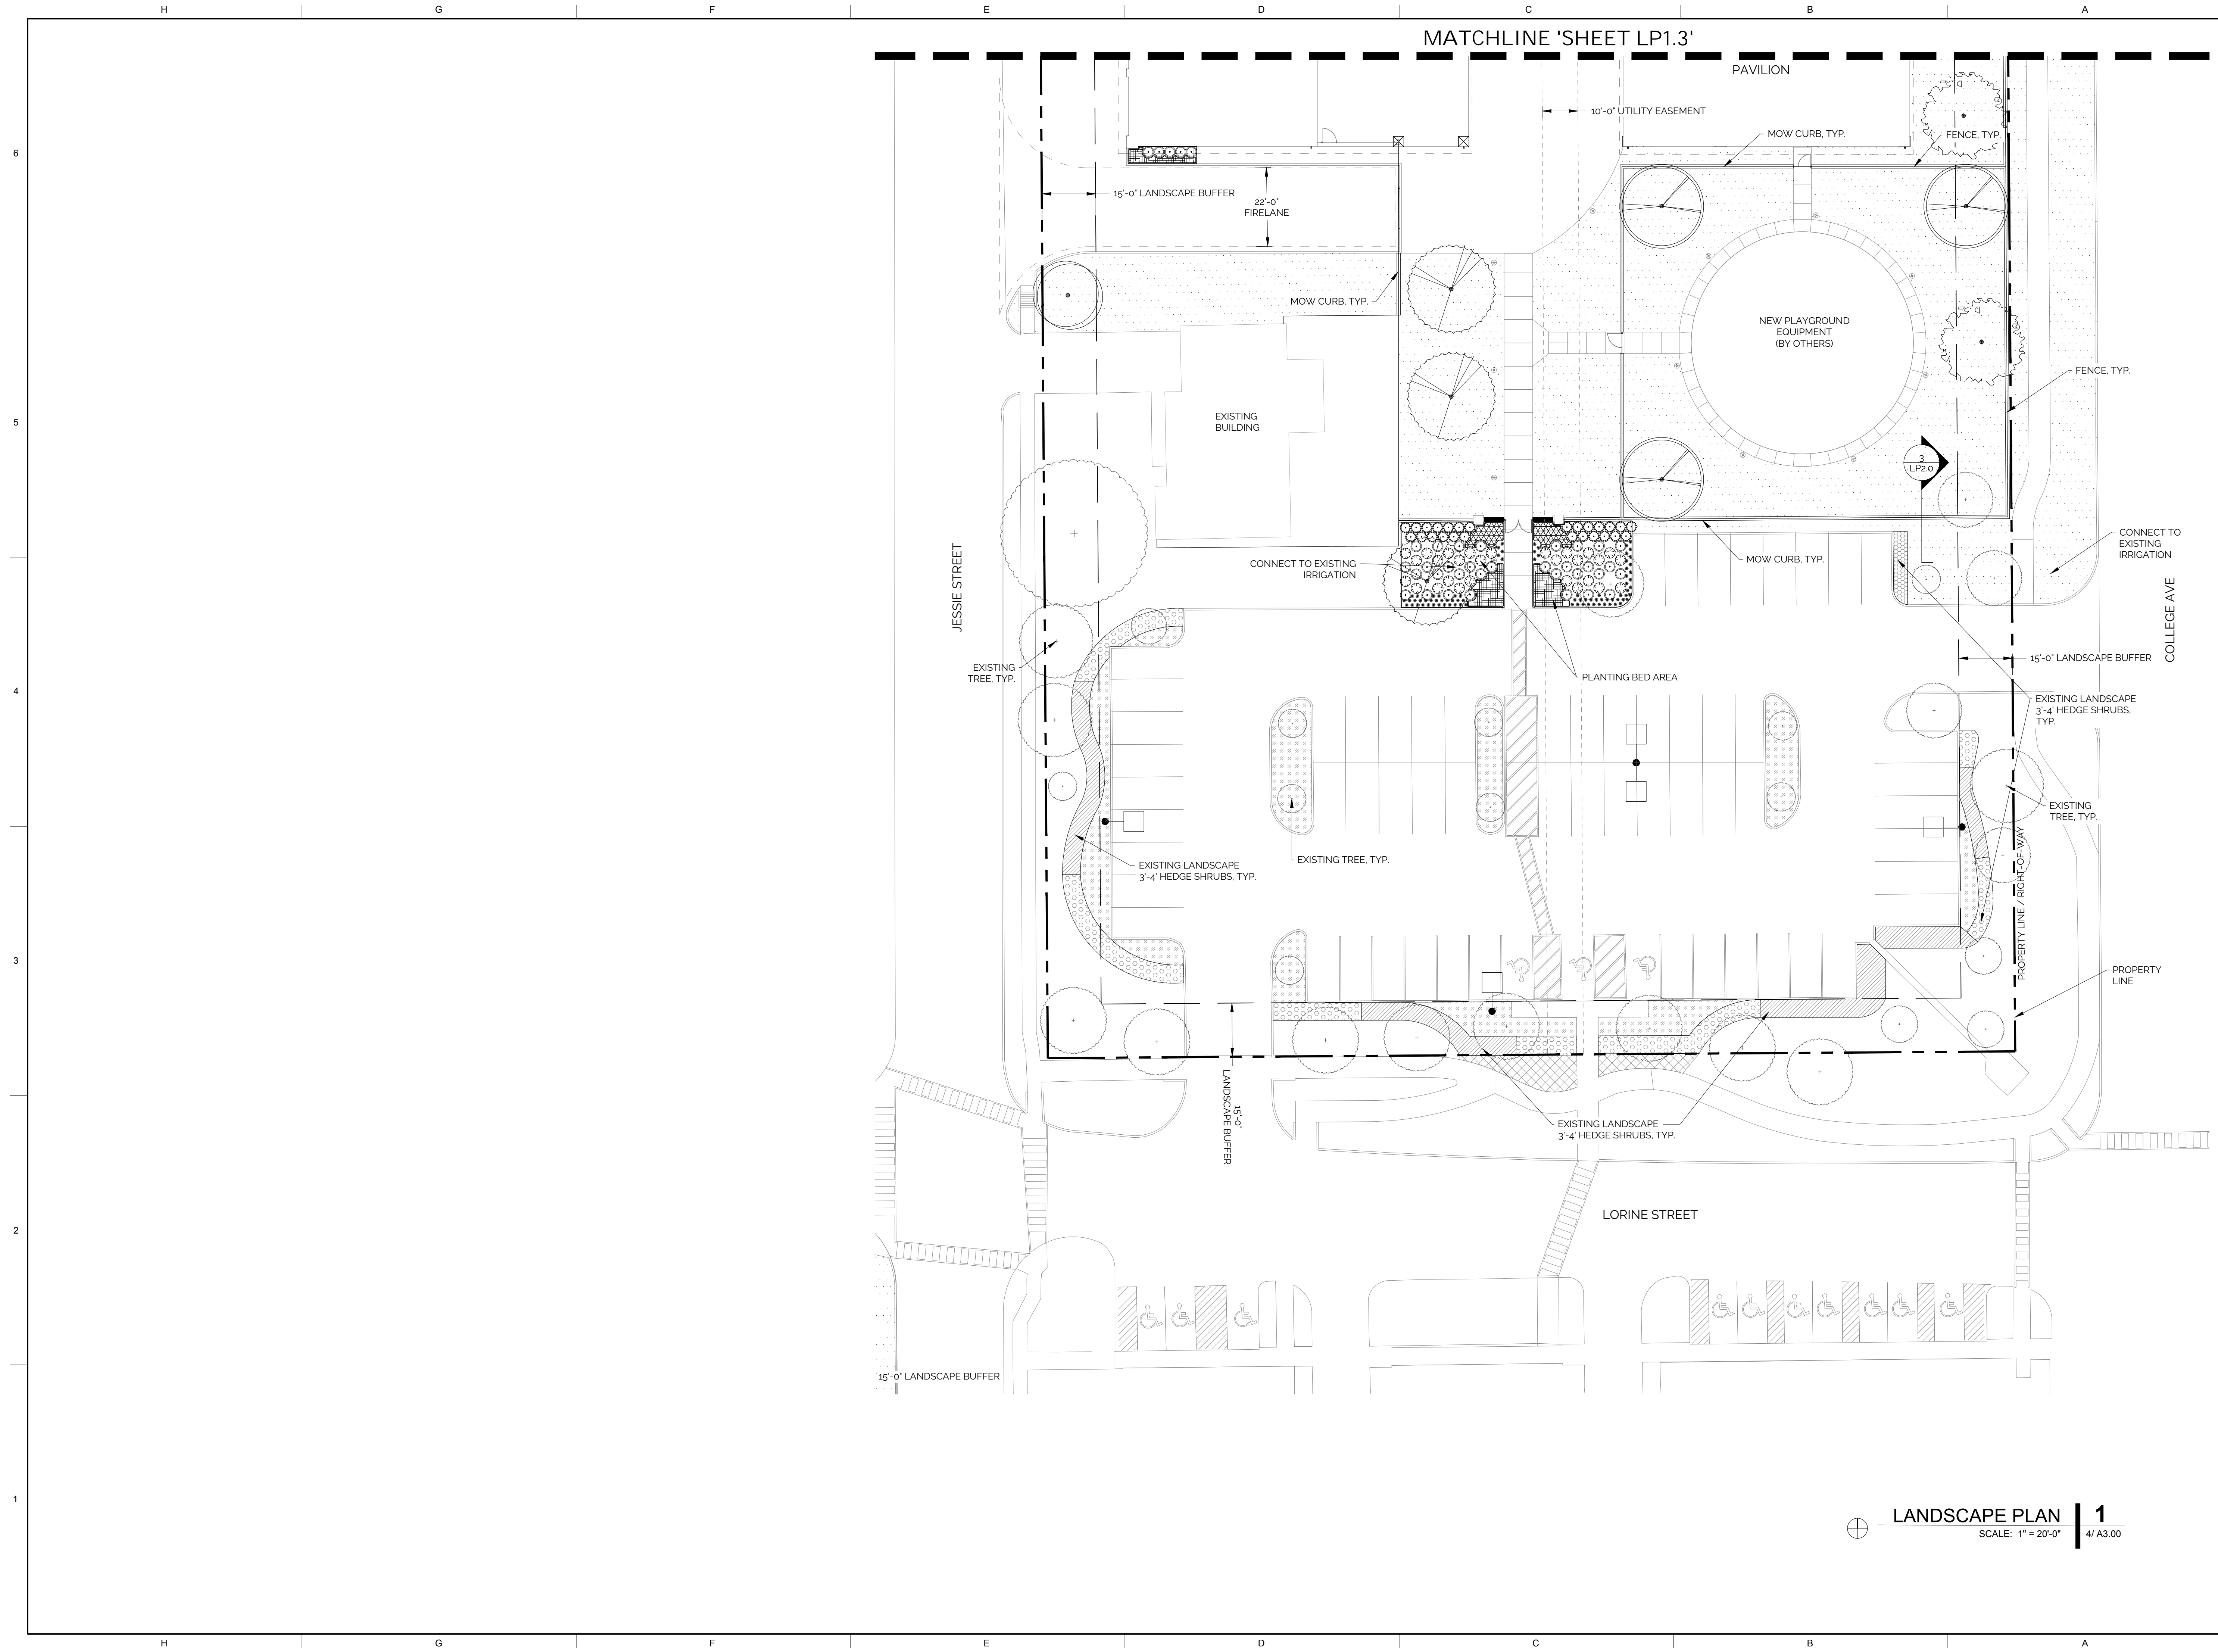 H G F E D C B A
MATCHLINE 'SHEET LP1.3'
PAVILION
10'-0" UTILITY EASEMENT
MOW CURB, TYP.
FENCE, TYP.
6
15'-0" LANDSCAPE BUFFER
22'-0"
FIRELANE
MOW CURB, TYP.
NEW PLAYGROUND
EQUIPMENT
(BY OTHERS)
FENCE, TYP.
5
EXISTING
BUILDING
3
LP2.0
CONNECT TO
EXISTING
IRRIGATION
JESSIE STREET
CONNECT TO EXISTING
IRRIGATION
MOW CURB, TYP.
COLLEGE AVE
EXISTING
TREE, TYP.
PLANTING BED AREA
15'-0" LANDSCAPE BUFFER
4
EXISTING LANDSCAPE
3'-4' HEDGE SHRUBS,
TYP.
EXISTING
TREE, TYP.
EXISTING LANDSCAPE
3'-4' HEDGE SHRUBS, TYP.
EXISTING TREE, TYP.
PROPERTY LINE / RIGHT-OF-WAY
3
PROPERTY
LINE
15'-0"
LANDSCAPE BUFFER
EXISTING LANDSCAPE
3'-4' HEDGE SHRUBS, TYP.
2
LORINE STREET
15'-0" LANDSCAPE BUFFER
1
LANDSCAPE PLAN
1
SCALE: 1" = 20'-0"
4/ A3.00
H G F E D C B A